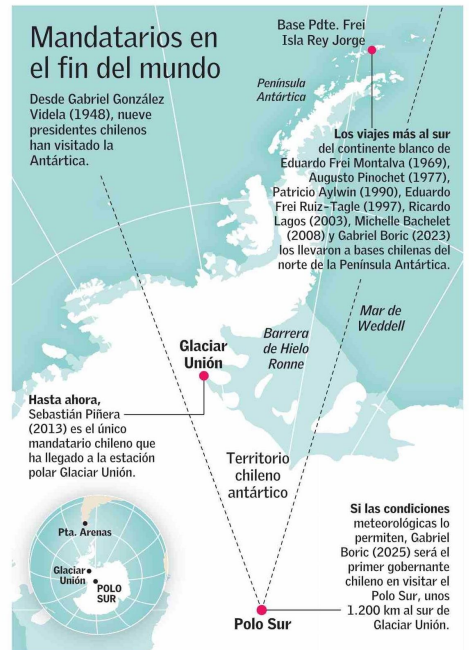 Mandatarios en
el fin del mundo
Desde Gabriel González
Videla (1948), nueve
presidentes chilenos
han visitado la
Antártica.
Base Pdte. Frei
Isla Rey Jorge
Península
Antártica
Los viajes más al sur
del continente blanco de
Eduardo Frei Montalva (1969),
Augusto Pinochet (1977),
Patricio Aylwin (1990), Eduardo
Frei Ruiz-Tagle (1997), Ricardo
Lagos (2003), Michelle Bachelet
(2008) y Gabriel Boric (2023)
los llevaron a bases chilenas del
norte de la Península Antártica.
Mar de
Weddell
Barrera
de Hielo
Ronne
Glaciar
Unión
Hasta ahora,
Sebastián Piñera
(2013) es el único
mandatario chileno que
ha llegado a la estación
polar Glaciar Unión.
Territorio
chileno
antártico
Pta. Arenas
Glaciar
Unión
POLO
SUR
Si las condiciones
meteorológicas lo
permiten, Gabriel
Boric (2025) será el
primer gobernante
chileno en visitar el
Polo Sur, unos
1.200 km al sur de
Glaciar Unión.
Polo Sur